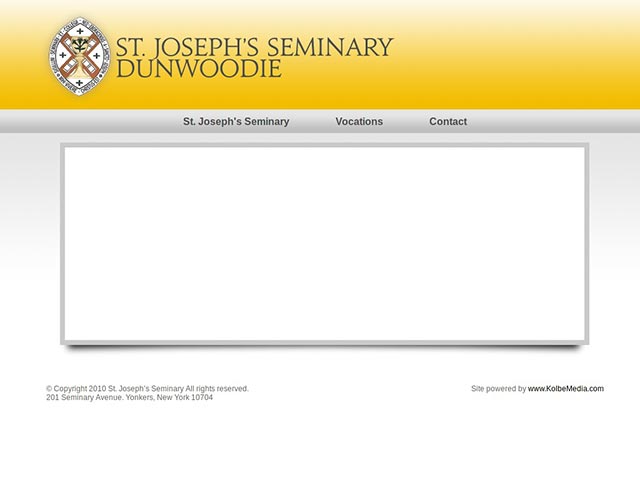 ST. JOSEPH'S SEMINARY
DUNWOODIE
St. Joseph's Seminary Vocations Contact
© Copyright 2010 St. Joseph's Seminary All rights reserved.
201 Seminary Avenue. Yonkers, New York 10704
Site powered by www.KolbeMedia.com